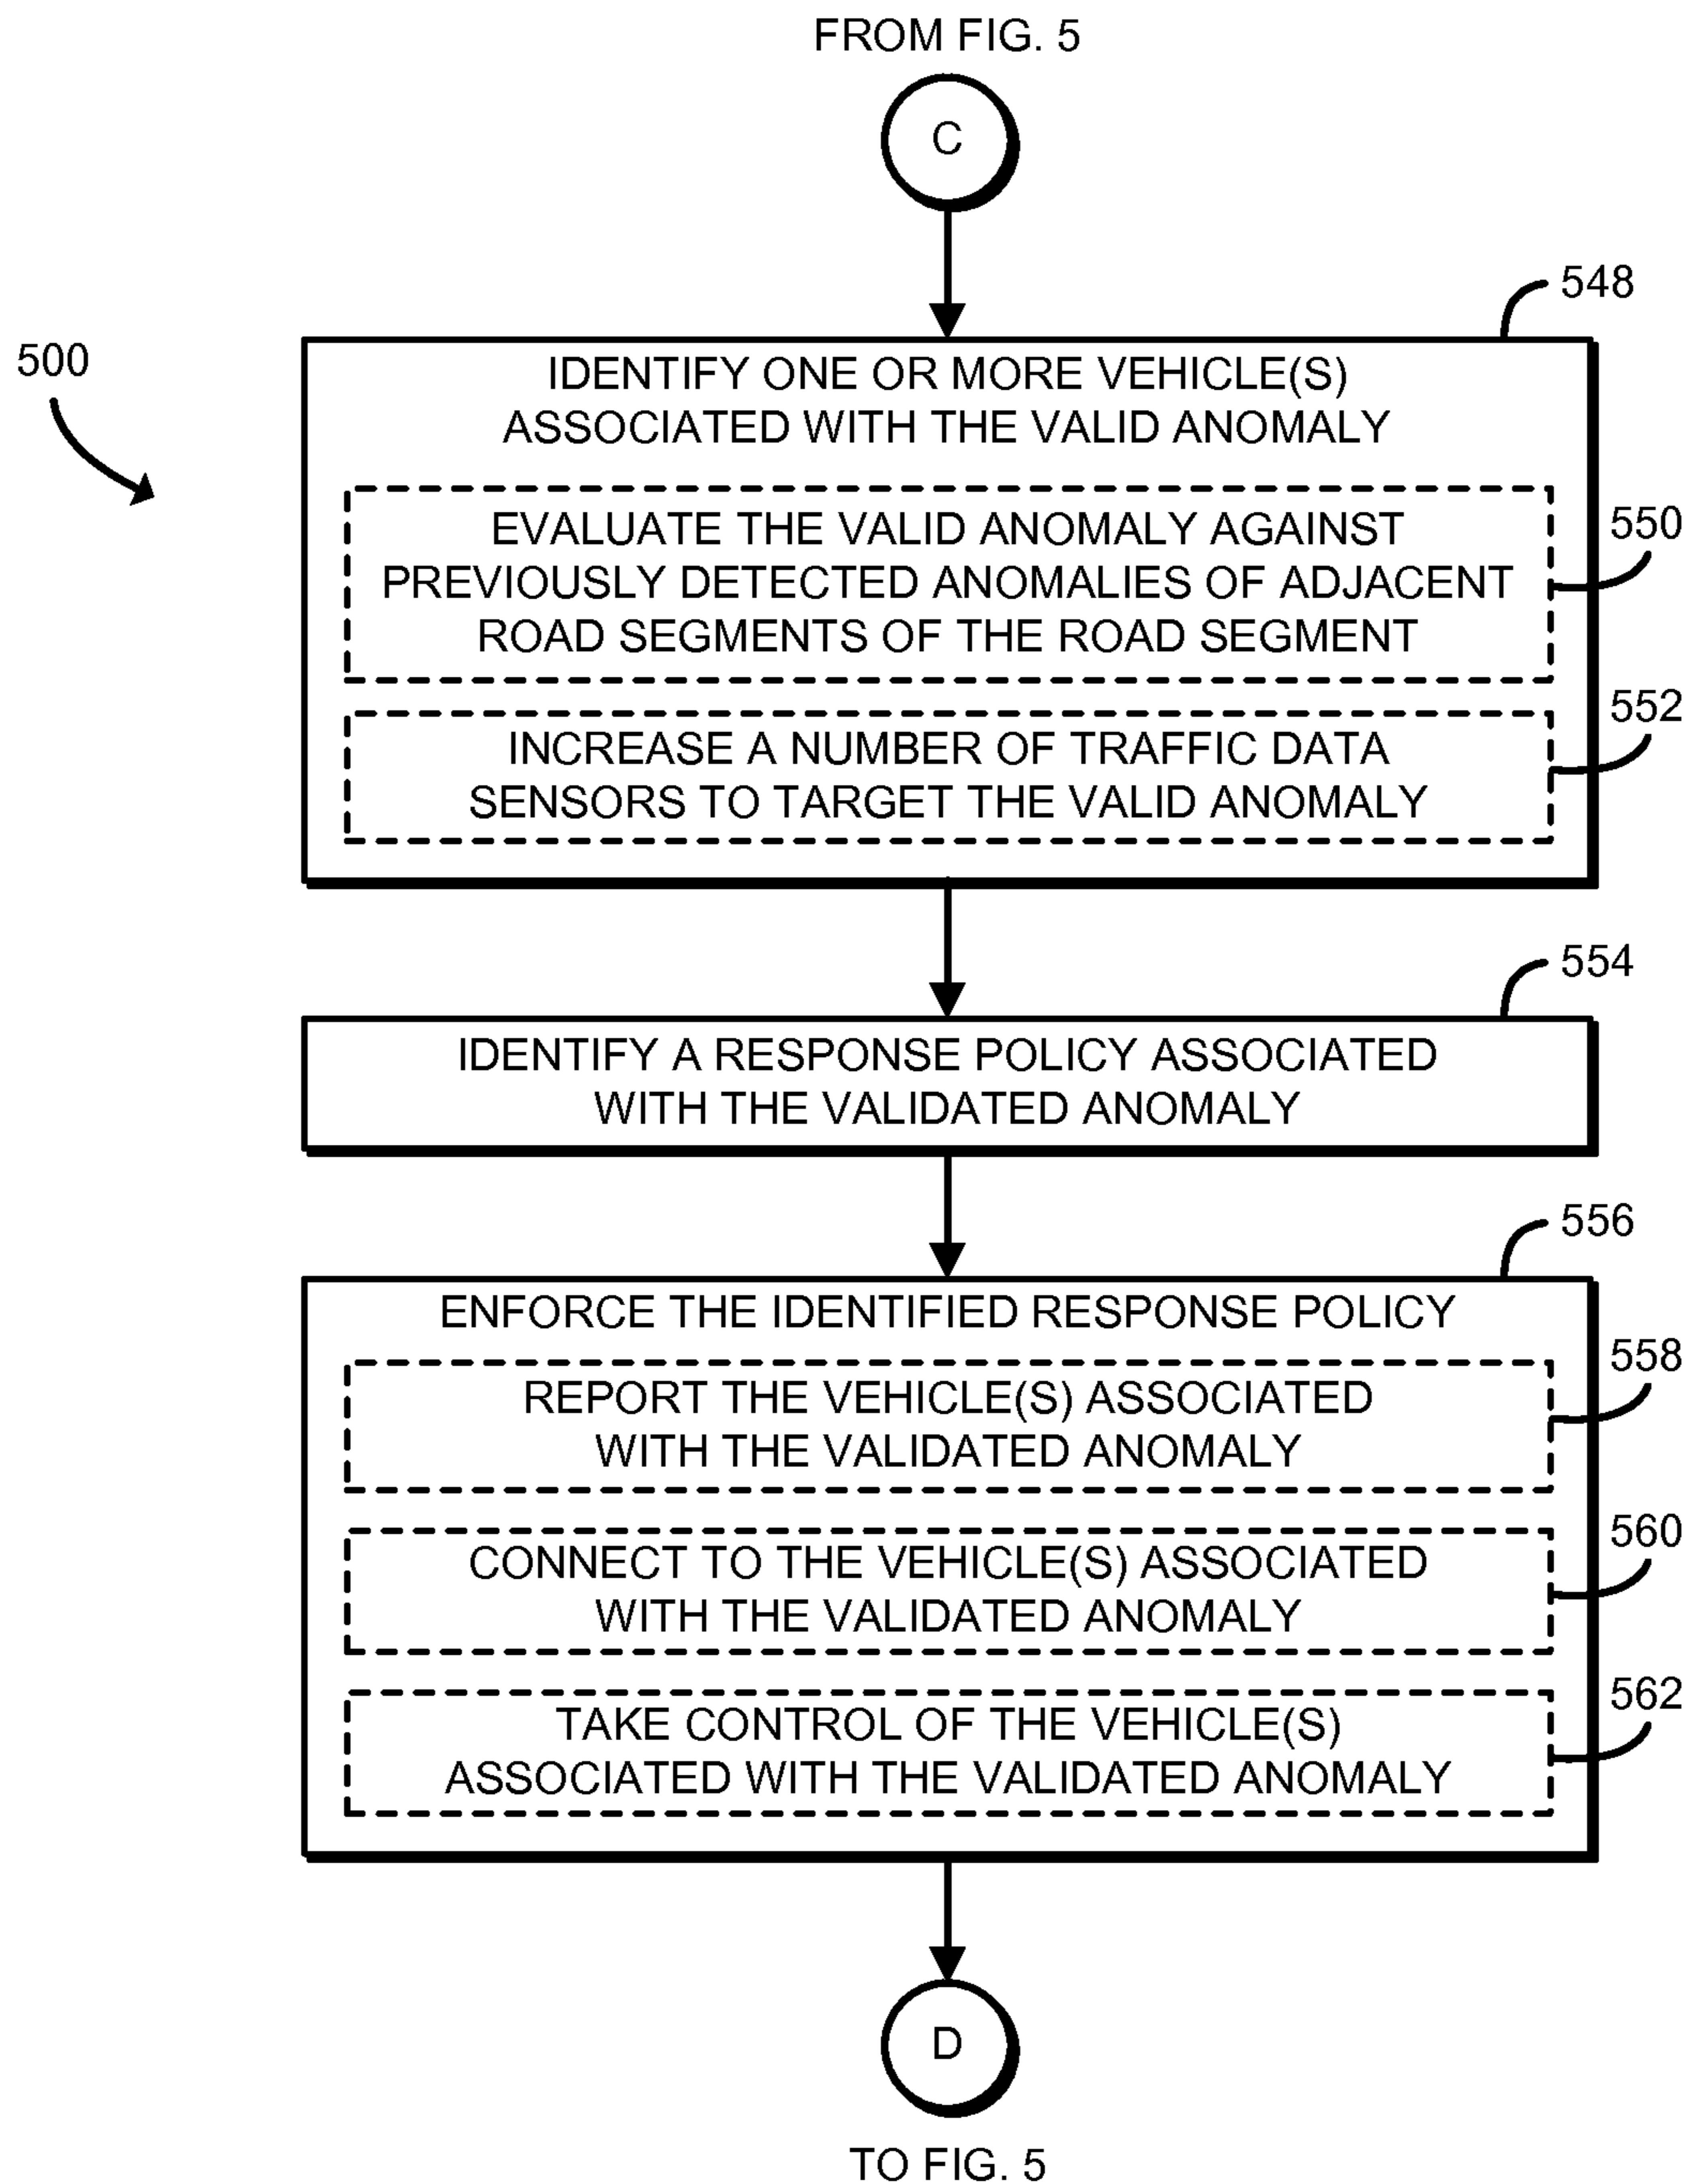 FROM FIG. 5
C
500
548
IDENTIFY ONE OR MORE VEHICLE(S)
ASSOCIATED WITH THE VALID ANOMALY
550
EVALUATE THE VALID ANOMALY AGAINST
PREVIOUSLY DETECTED ANOMALIES OF ADJACENT
ROAD SEGMENTS OF THE ROAD SEGMENT
552
INCREASE A NUMBER OF TRAFFIC DATA
SENSORS TO TARGET THE VALID ANOMALY
554
IDENTIFY A RESPONSE POLICY ASSOCIATED
WITH THE VALIDATED ANOMALY
556
ENFORCE THE IDENTIFIED RESPONSE POLICY
558
REPORT THE VEHICLE(S) ASSOCIATED
WITH THE VALIDATED ANOMALY
560
CONNECT TO THE VEHICLE(S) ASSOCIATED
WITH THE VALIDATED ANOMALY
562
TAKE CONTROL OF THE VEHICLE(S)
ASSOCIATED WITH THE VALIDATED ANOMALY
D
TO FIG. 5